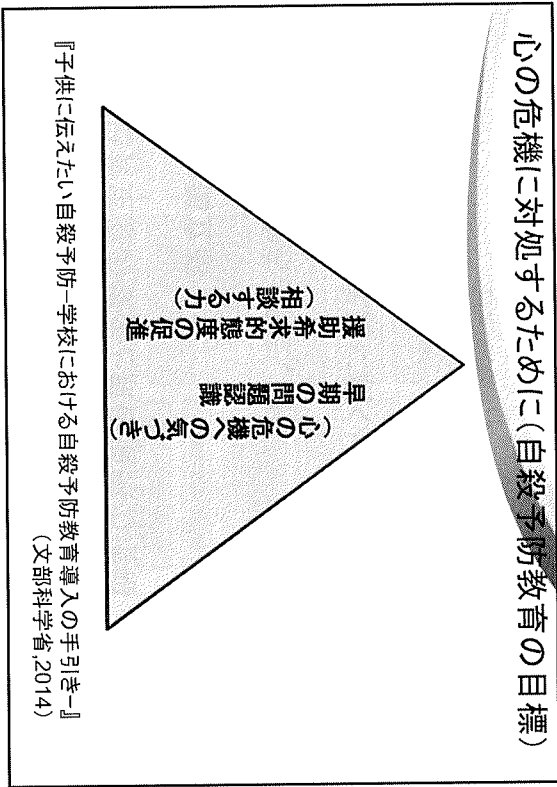 心の危機に対処するために(自殺予防教育の目標)
早期の問題認識
(心の危機への気づき)
援助希求的態度の促進
(相談する力)
『子供に伝えたい自殺予防−学校における自殺予防教育導入の手引き−』
(文部科学省,2014)